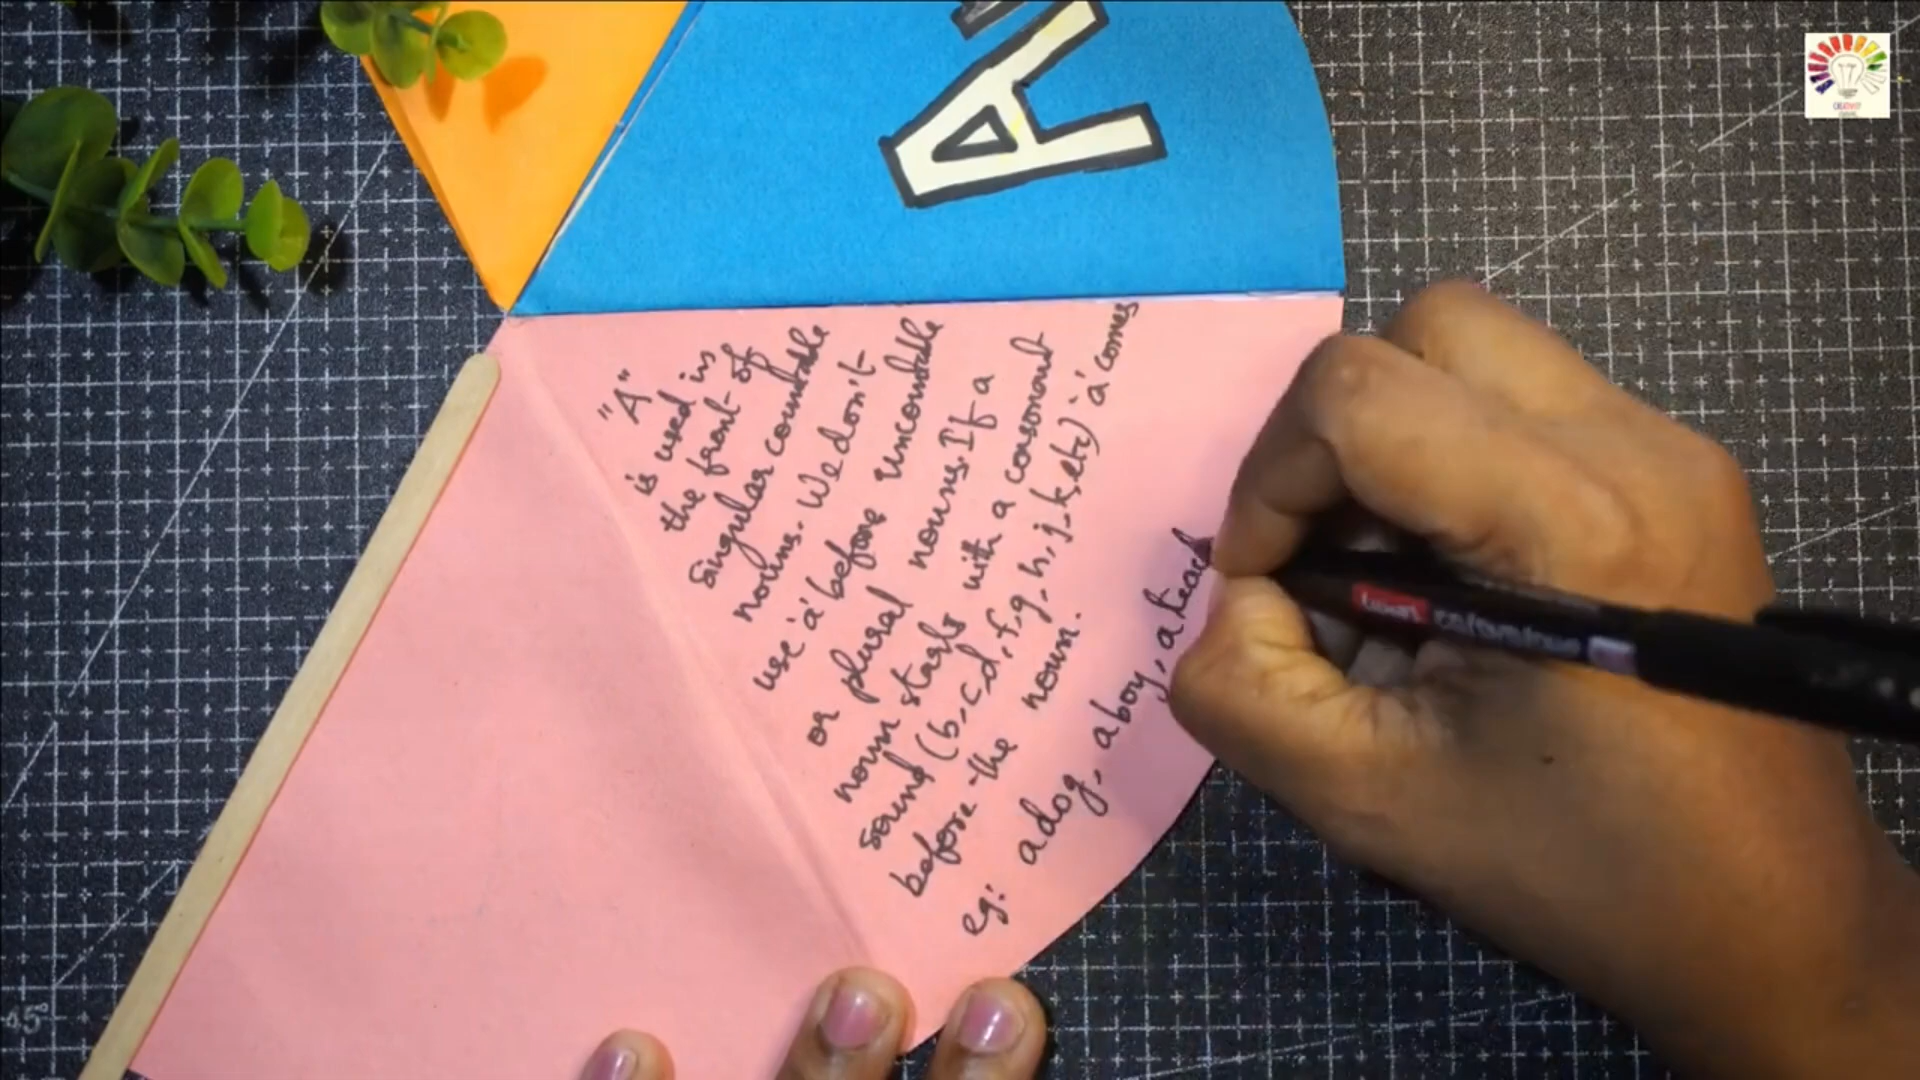 A
"A"
is used in
the front of
singular countable
nouns. We don't
use 'a' before uncountable
or plural nouns. If a
noun starts with a consonant
sound (b, c, d, f, g, h, j, k, etc) 'a' comes
before the noun.
eg: a dog, a boy, a teach